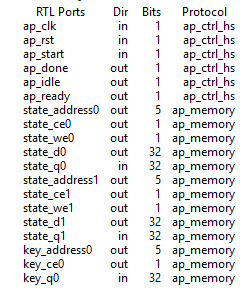 RTL Ports Dir Bits Protocol
ap_clk in 1 ap_ctrl_hs
ap_rst in 1 ap_ctrl_hs
ap_start in 1 ap_ctrl_hs
ap_done out 1 ap_ctrl_hs
ap_idle out 1 ap_ctrl_hs
ap_ready out 1 ap_ctrl_hs
state_address0 out 5 ap_memory
state_ce0 out 1 ap_memory
state_we0 out 1 ap_memory
state_d0 out 32 ap_memory
state_q0 in 32 ap_memory
state_address1 out 5 ap_memory
state_ce1 out 1 ap_memory
state_we1 out 1 ap_memory
state_d1 out 32 ap_memory
state_q1 in 32 ap_memory
key_address0 out 5 ap_memory
key_ce0 out 1 ap_memory
key_q0 in 32 ap_memory